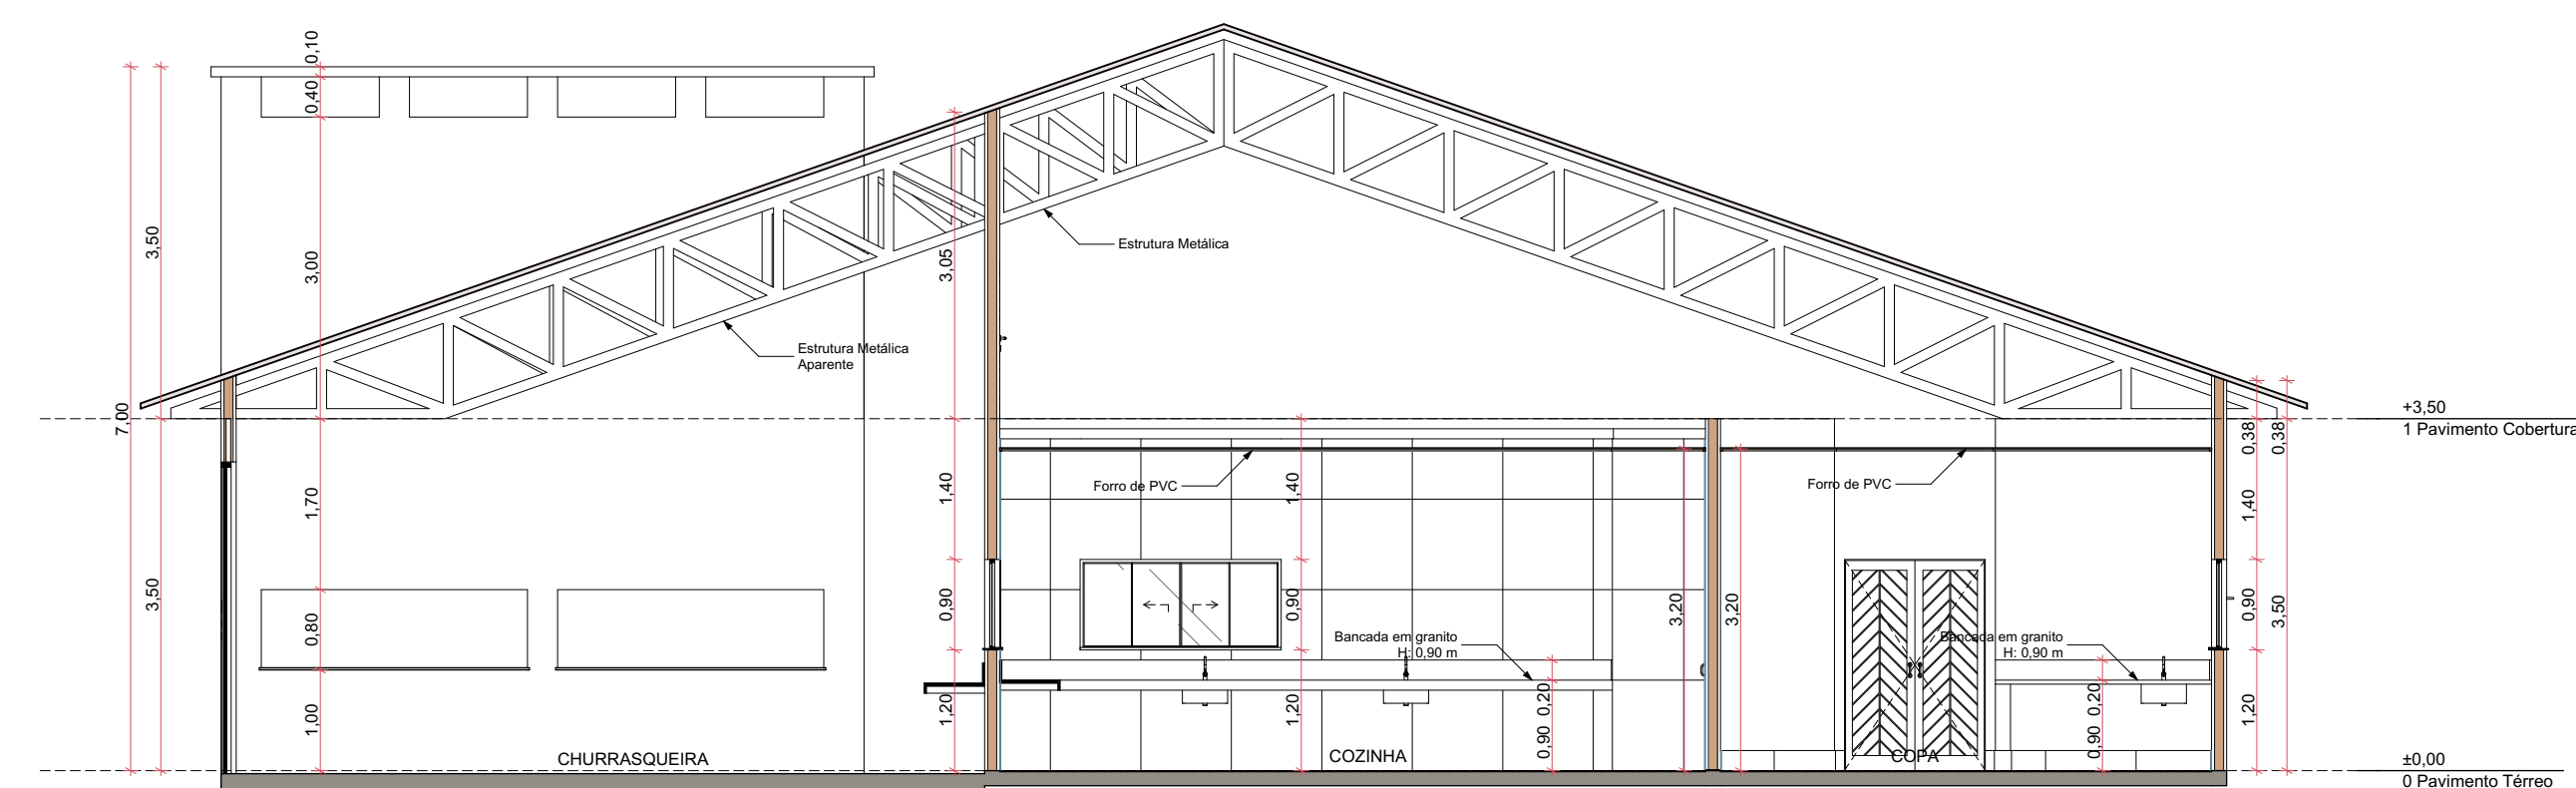 0,10
0,40
3,50
3,00
3,05
Estrutura Metálica
Estrutura Metálica
Aparente
7,00
+3,50
1 Pavimento Cobertura
0,38
0,38
1,40
1,40
Forro de PVC
Forro de PVC
1,40
1,70
3,50
0,80
0,90
0,90
3,20
3,20
0,90
3,50
Bancada em granito
H: 0,90 m
Bancada em granito
H: 0,90 m
1,00
1,20
1,20
0,20
0,90
0,20
0,90
1,20
CHURRASQUEIRA
COZINHA
COPA
±0,00
0 Pavimento Térreo